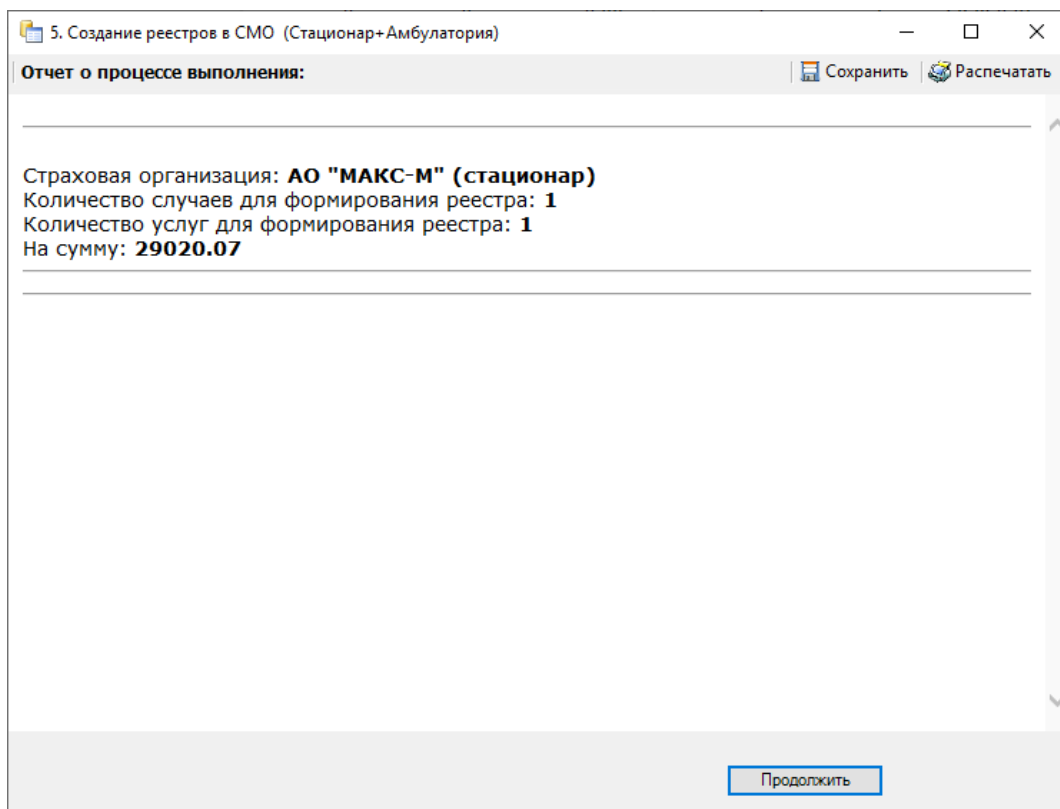 5. Создание реестров в СМО (Стационар+Амбулатория)
Отчет о процессе выполнения:
Сохранить
Распечатать
Страховая организация: АО "МАКС-М" (стационар)
Количество случаев для формирования реестра: 1
Количество услуг для формирования реестра: 1
На сумму: 29020.07
Продолжить